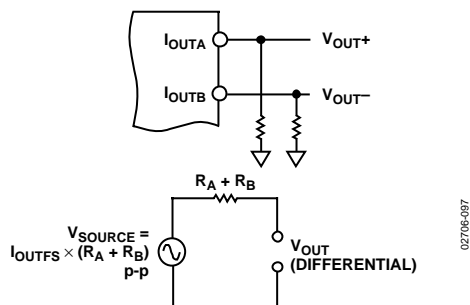 IOUTA
VOUT+
IOUTB
VOUT–
RA + RB
VSOURCE =
IOUTFS × (RA + RB)
p-p
VOUT
(DIFFERENTIAL)
02706-097